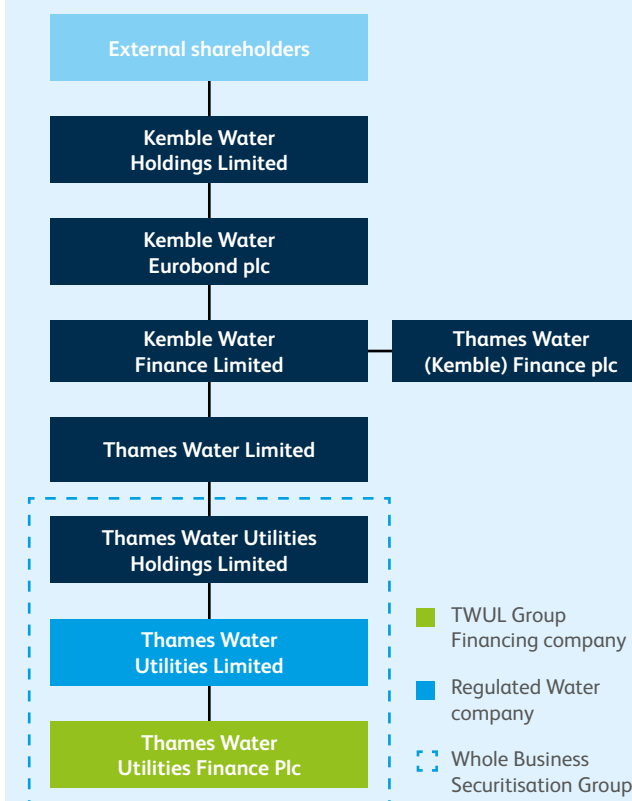 External shareholders
Kemble Water
Holdings Limited
Kemble Water
Eurobond plc
Kemble Water
Finance Limited
Thames Water
(Kemble) Finance plc
Thames Water Limited
Thames Water Utilities
Holdings Limited
Thames Water
Utilities Limited
Thames Water
Utilities Finance Plc
TWUL Group
Financing company
Regulated Water
company
Whole Business
Securitisation Group